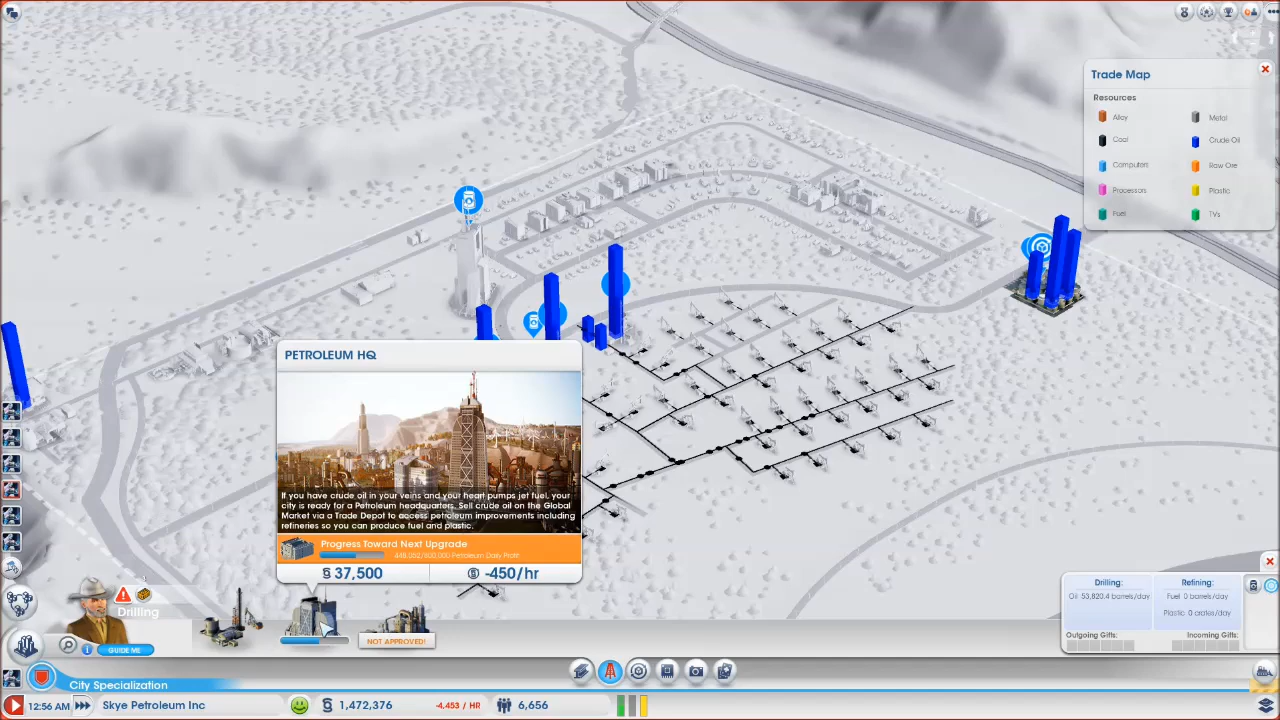 Trade Map
Resources
Alloy
Metal
Coal
Crude Oil
Computers
Raw Ore
Processors
Plastic
Fuel
TVs
PETROLEUM HQ
If you have crude oil in your veins and your heart pumps jet fuel, your
city is ready for a Petroleum headquarters. Sell crude oil on the Global
Market via a Trade Depot to access petroleum improvements including
refineries so you can produce fuel and plastic.
Progress Toward Next Upgrade
Petroleum Daily Profit
37,500
-450/hr
Drilling
GUIDE ME
NOT APPROVED!
Drilling:
Oil 53,820.4 barrels/day
Refining:
Fuel 0 barrels/day
Plastic 0 crates/day
Outgoing Gifts:
Incoming Gifts:
City Specialization
12:56 AM
Skye Petroleum Inc
1,472,376
-4,453 / HR
6,656